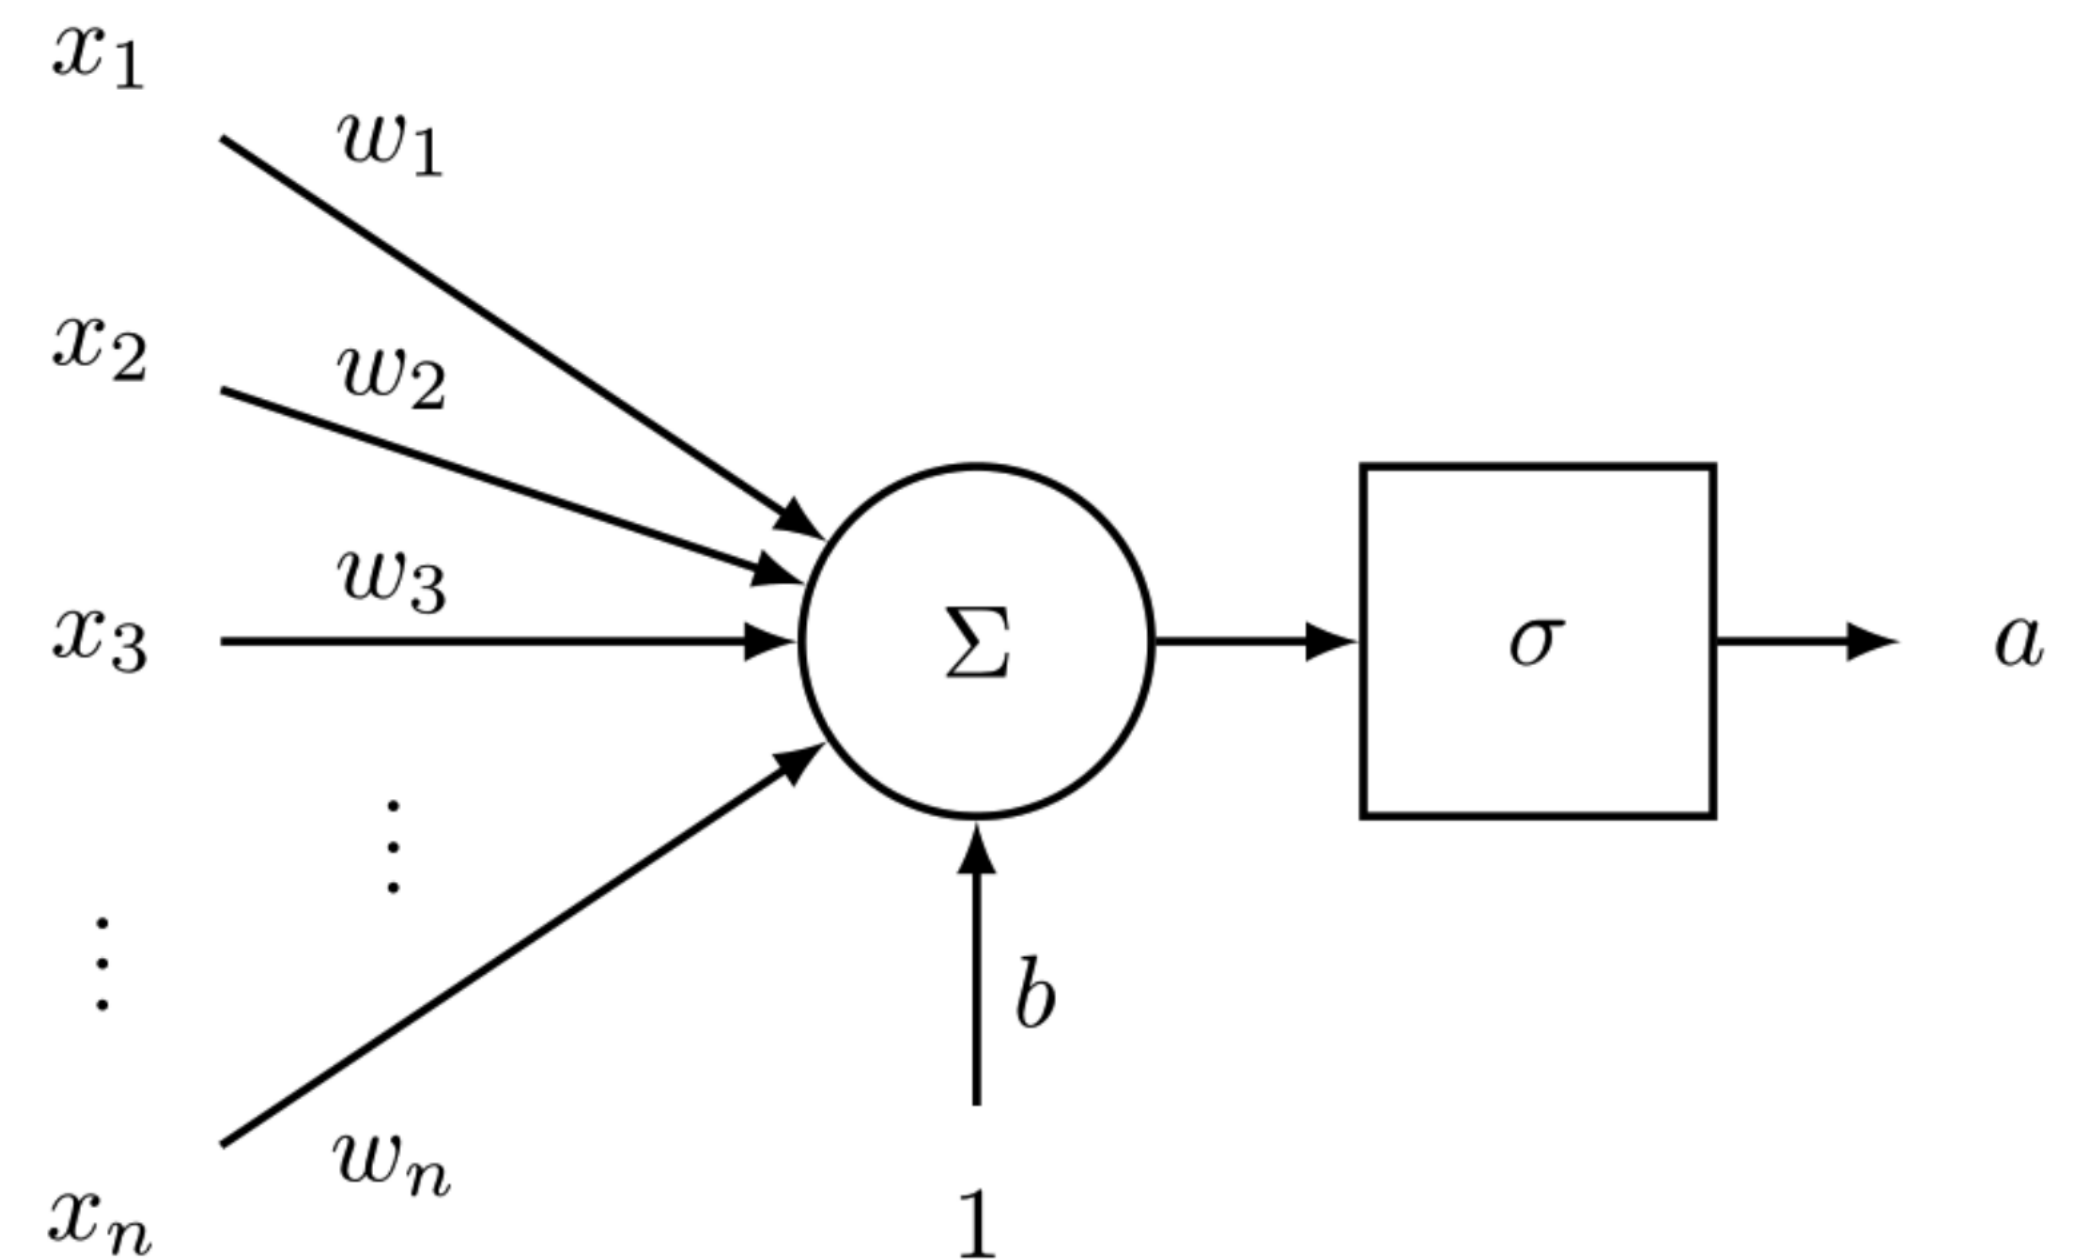 x₁
w₁
x₂
w₂
w₃
x₃
Σ
σ
a
⋮
⋮
b
wₙ
xₙ
1